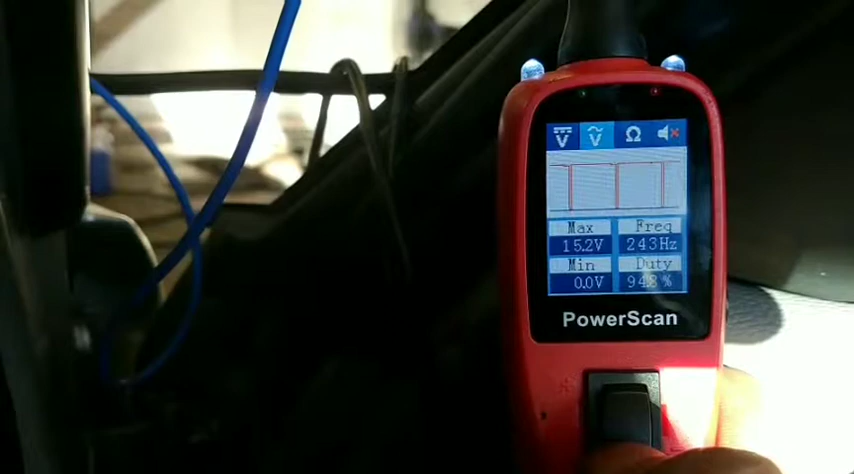 V V Ω
Max Freq
15.2V 243Hz
Min Duty
0.0V 94.8%
PowerScan